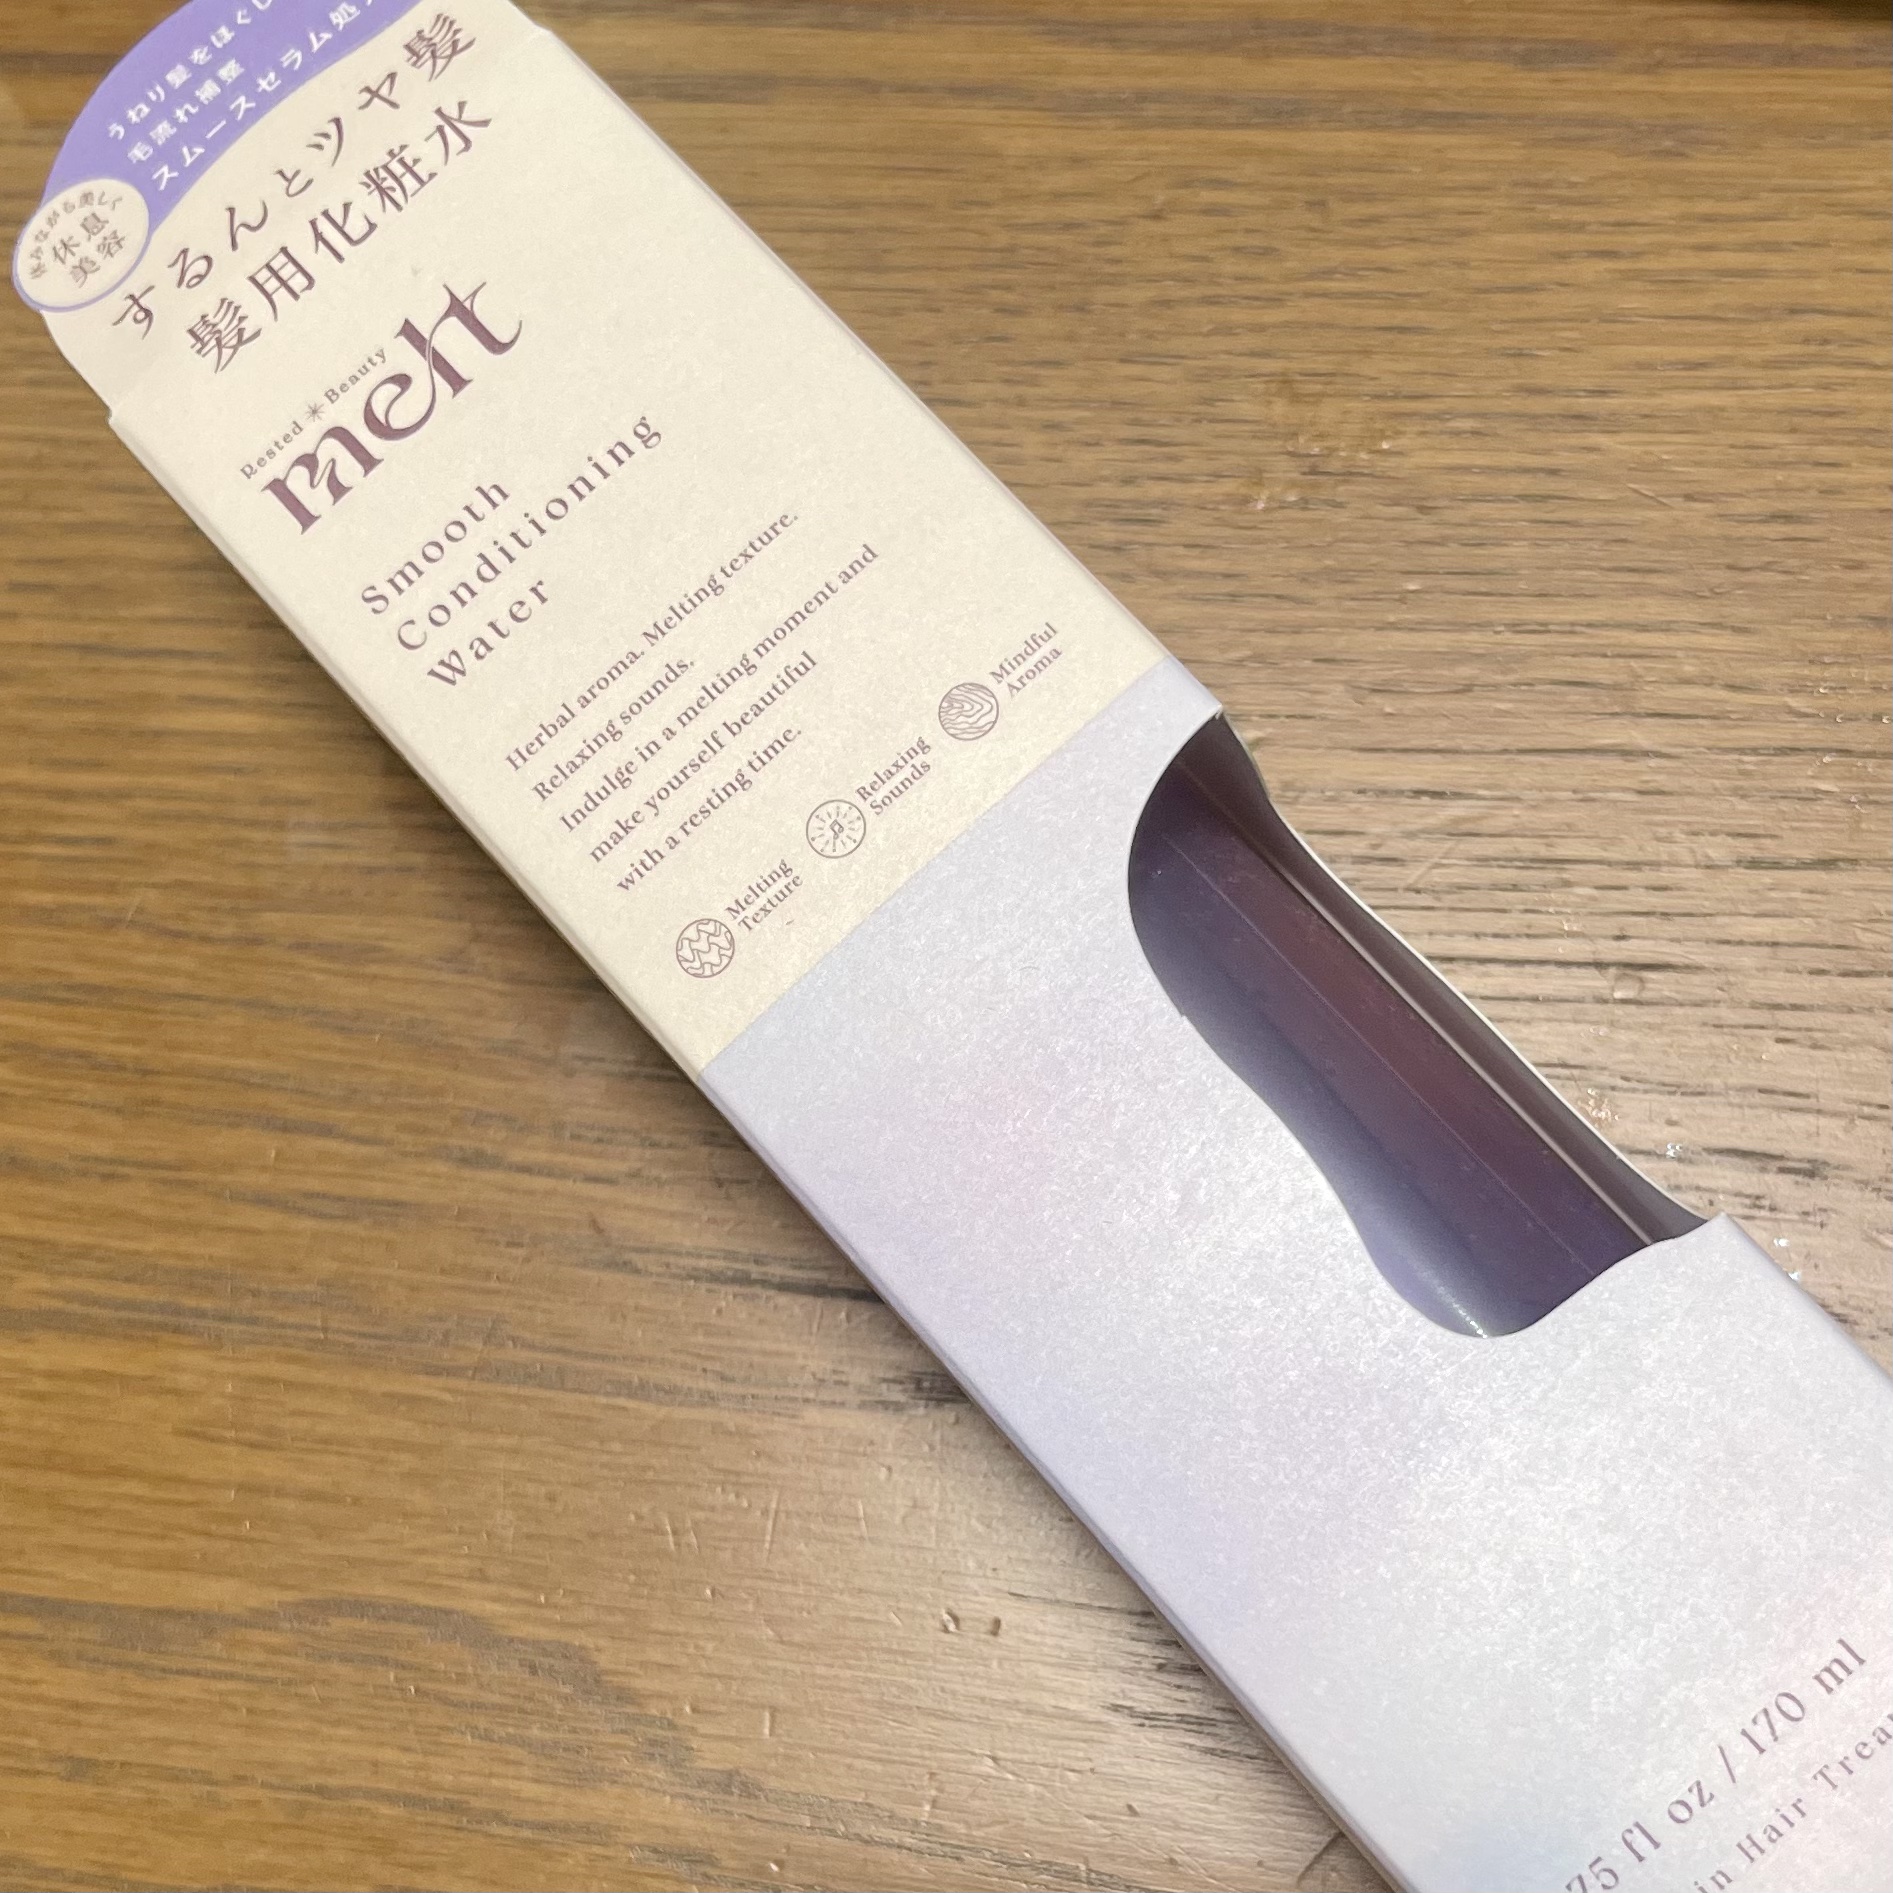 うねり髪をほぐし
毛流れ補整
スムースセラム処
休息
美容
するんとツヤ髪
髪用化粧水
Rested Beauty
melt
Smooth
Conditioning
Water
Herbal aroma. Melting texture.
Relaxing sounds.
Indulge in a melting moment and
make yourself beautiful
with a resting time.
Melting
Texture
Relaxing
Sounds
Mindful
Aroma
75 fl oz / 170 ml
in Hair Trea